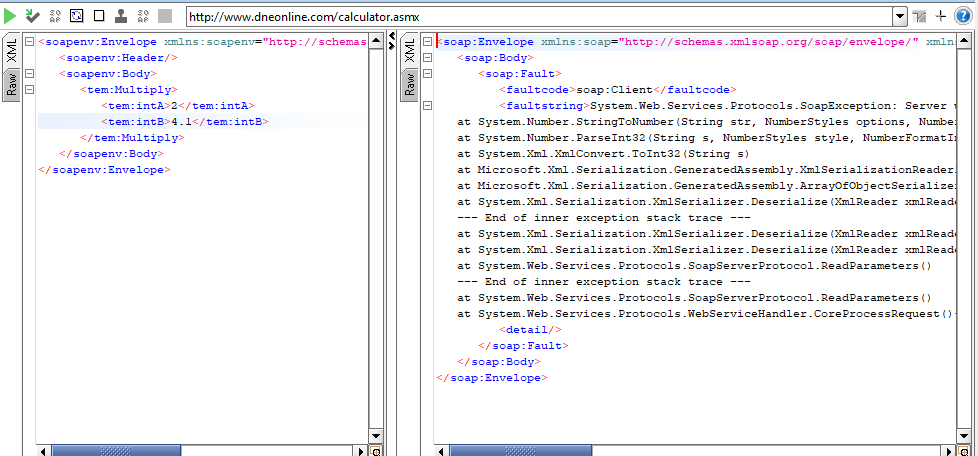 SO AP
SO AP
http://www.dneonline.com/calculator.asmx
XML
Raw
<soapenv:Envelope xmlns:soapenv="http://schemas
<soapenv:Header/>
<soapenv:Body>
<tem:Multiply>
<tem:intA>2</tem:intA>
<tem:intB>4.1</tem:intB>
</tem:Multiply>
</soapenv:Body>
</soapenv:Envelope>
XML
Raw
<soap:Envelope xmlns:soap="http://schemas.xmlsoap.org/soap/envelope/" xmln
<soap:Body>
<soap:Fault>
<faultcode>soap:Client</faultcode>
<faultstring>System.Web.Services.Protocols.SoapException: Server
at System.Number.StringToNumber(String str, NumberStyles options, Numbe
at System.Number.ParseInt32(String s, NumberStyles style, NumberFormatI
at System.Xml.XmlConvert.ToInt32(String s)
at Microsoft.Xml.Serialization.GeneratedAssembly.XmlSerializationReader
at Microsoft.Xml.Serialization.GeneratedAssembly.ArrayOfObjectSerialize
at System.Xml.Serialization.XmlSerializer.Deserialize(XmlReader xmlRead
--- End of inner exception stack trace ---
at System.Xml.Serialization.XmlSerializer.Deserialize(XmlReader xmlRead
at System.Xml.Serialization.XmlSerializer.Deserialize(XmlReader xmlRead
at System.Web.Services.Protocols.SoapServerProtocol.ReadParameters()
--- End of inner exception stack trace ---
at System.Web.Services.Protocols.SoapServerProtocol.ReadParameters()
at System.Web.Services.Protocols.WebServiceHandler.CoreProcessRequest()
<detail/>
</soap:Fault>
</soap:Body>
</soap:Envelope>